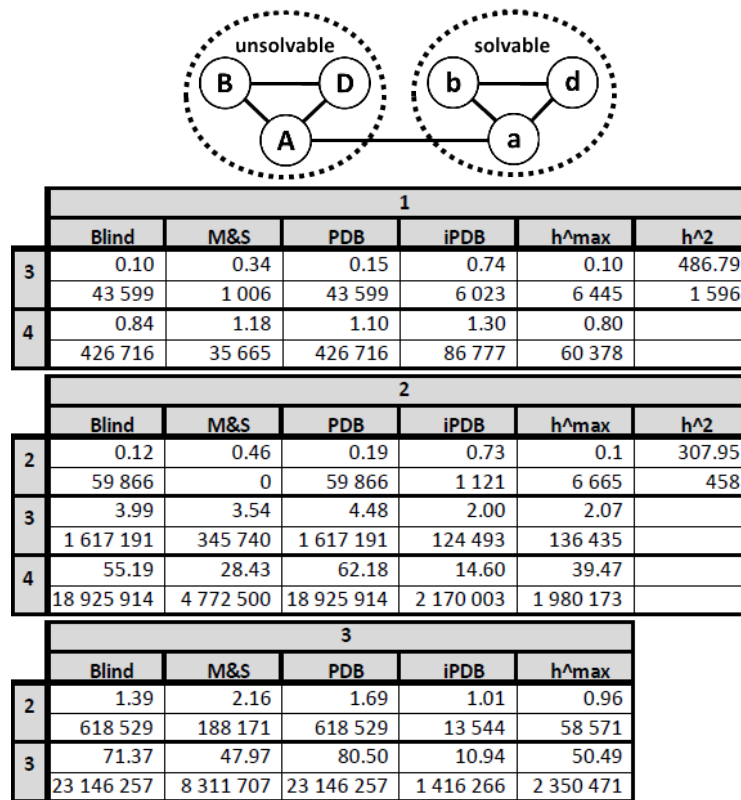 unsolvable solvable
B D b d
A a
1
Blind M&S PDB iPDB h^max h^2
3 0.10 0.34 0.15 0.74 0.10 486.79
43 599 1 006 43 599 6 023 6 445 1 596
4 0.84 1.18 1.10 1.30 0.80
426 716 35 665 426 716 86 777 60 378
2
Blind M&S PDB iPDB h^max h^2
2 0.12 0.46 0.19 0.73 0.1 307.95
59 866 0 59 866 1 121 6 665 458
3 3.99 3.54 4.48 2.00 2.07
1 617 191 345 740 1 617 191 124 493 136 435
4 55.19 28.43 62.18 14.60 39.47
18 925 914 4 772 500 18 925 914 2 170 003 1 980 173
3
Blind M&S PDB iPDB h^max
2 1.39 2.16 1.69 1.01 0.96
618 529 188 171 618 529 13 544 58 571
3 71.37 47.97 80.50 10.94 50.49
23 146 257 8 311 707 23 146 257 1 416 266 2 350 471